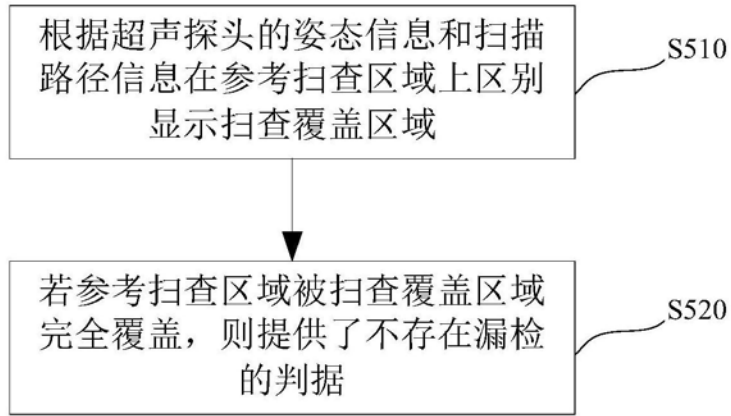 根据超声探头的姿态信息和扫描
路径信息在参考扫查区域上区别
显示扫查覆盖区域
S510
若参考扫查区域被扫查覆盖区域
完全覆盖，则提供了不存在漏检
的判据
S520